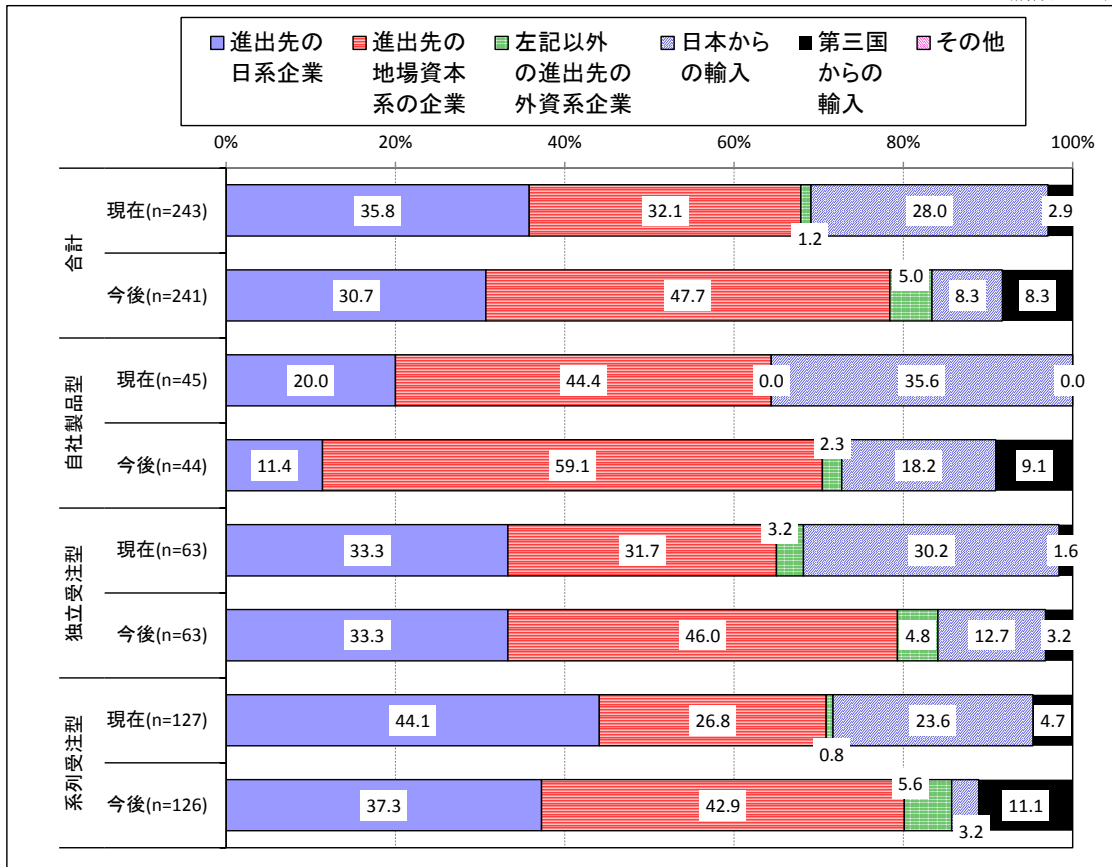 進出先の
日系企業
進出先の
地場資本
系の企業
左記以外
の進出先の
外資系企業
日本から
の輸入
第三国
からの
輸入
その他
0%
20%
40%
60%
80%
100%
合計
現在(n=243)
35.8
32.1
1.2
28.0
2.9
今後(n=241)
30.7
47.7
5.0
8.3
8.3
自社製品型
現在(n=45)
20.0
44.4
0.0
35.6
0.0
今後(n=44)
11.4
59.1
2.3
18.2
9.1
独立受注型
現在(n=63)
33.3
31.7
3.2
30.2
1.6
今後(n=63)
33.3
46.0
4.8
12.7
3.2
系列受注型
現在(n=127)
44.1
26.8
0.8
23.6
4.7
今後(n=126)
37.3
42.9
5.6
3.2
11.1